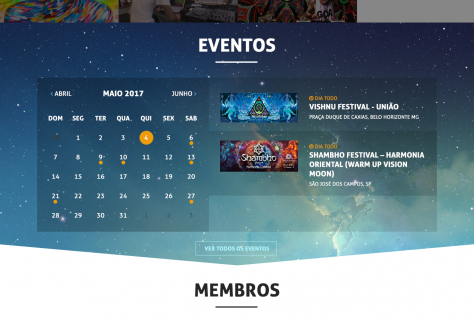 EVENTOS
‹ ABRIL MAIO 2017 JUNHO ›
DOM SEG TER QUA QUI SEX SAB
1 2 3 4 5 6
7 8 9 10 11 12 13
14 15 16 17 18 19 20
21 22 23 24 25 26 27
28 29 30 31
DIA TODO
VISHNU FESTIVAL - UNIÃO
PRAÇA DUQUE DE CAXIAS, BELO HORIZONTE MG
Shambho
DIA TODO
SHAMBHO FESTIVAL – HARMONIA
ORIENTAL (WARM UP VISION
MOON)
SÃO JOSÉ DOS CAMPOS, SP
VER TODOS OS EVENTOS
MEMBROS